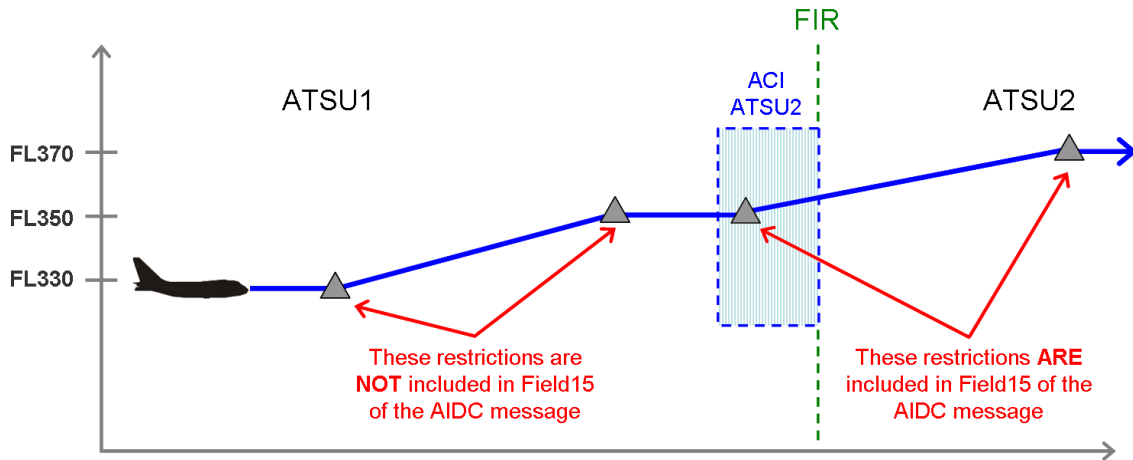 FIR
ACI
ATSU2
ATSU1
ATSU2
FL370
FL350
FL330
These restrictions are
NOT included in Field15
of the AIDC message
These restrictions ARE
included in Field15 of the
AIDC message